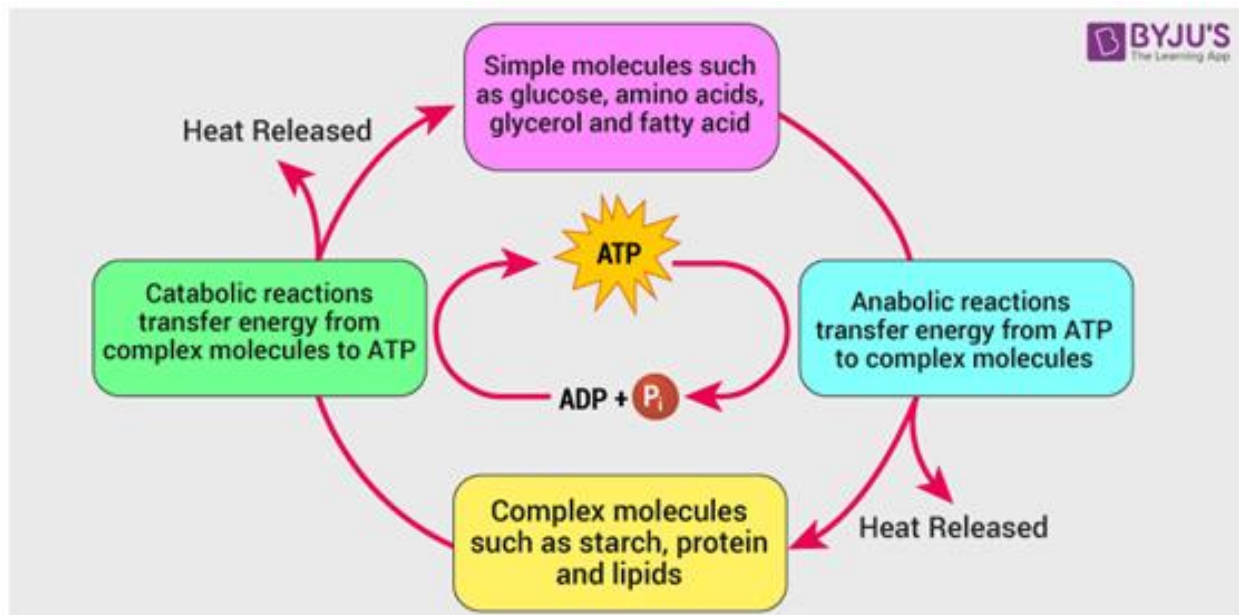 BYJU'S
The Learning App
Simple molecules such
as glucose, amino acids,
glycerol and fatty acid
Heat Released
ATP
Catabolic reactions
transfer energy from
complex molecules to ATP
Anabolic reactions
transfer energy from ATP
to complex molecules
ADP + Pi
Complex molecules
such as starch, protein
and lipids
Heat Released